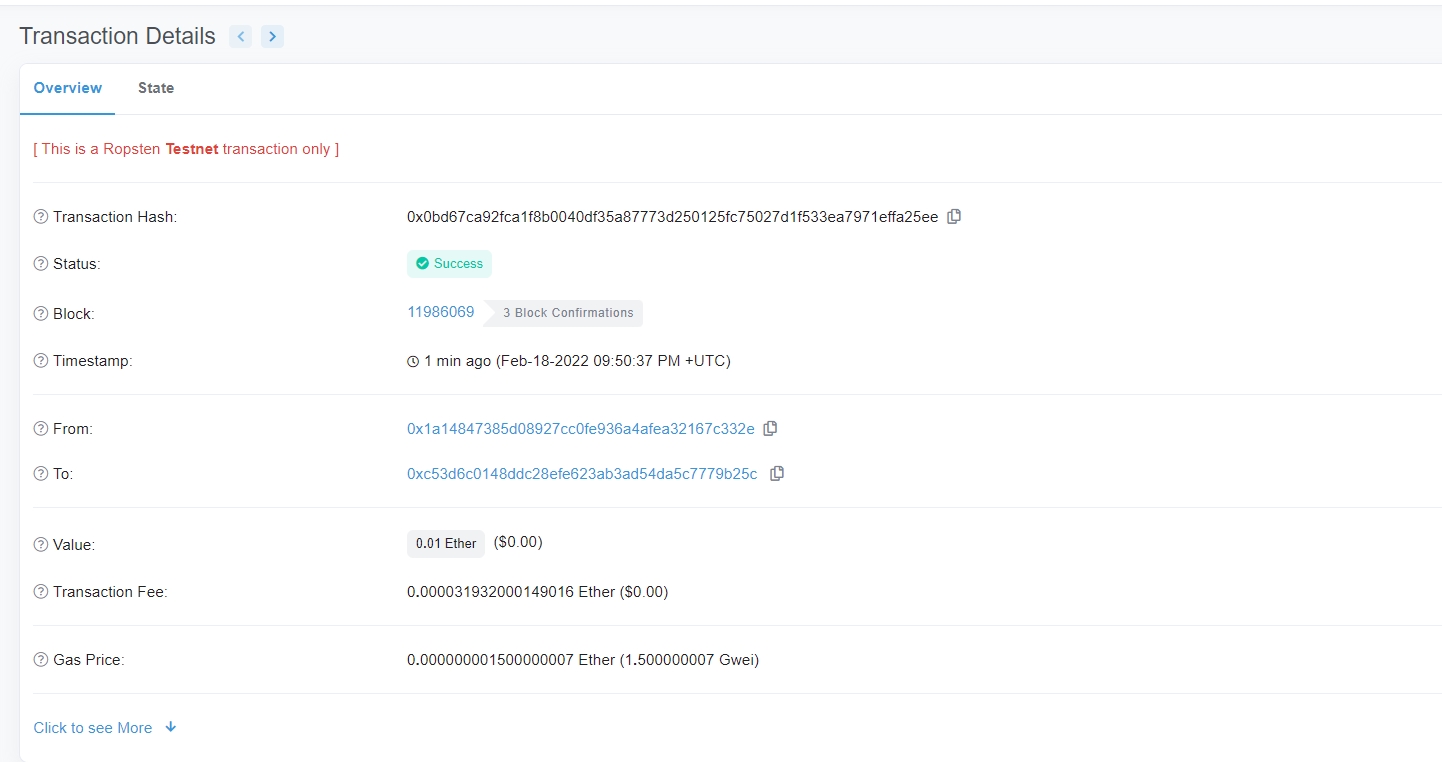 Transaction Details
Overview State
[ This is a Ropsten Testnet transaction only ]
Transaction Hash: 0x0bd67ca92fca1f8b0040df35a87773d250125fc75027d1f533ea7971effa25ee
Status: Success
Block: 11986069 3 Block Confirmations
Timestamp: 1 min ago (Feb-18-2022 09:50:37 PM +UTC)
From: 0x1a14847385d08927cc0fe936a4afea32167c332e
To: 0xc53d6c0148ddc28efe623ab3ad54da5c7779b25c
Value: 0.01 Ether ($0.00)
Transaction Fee: 0.000031932000149016 Ether ($0.00)
Gas Price: 0.000000001500000007 Ether (1.500000007 Gwei)
Click to see More